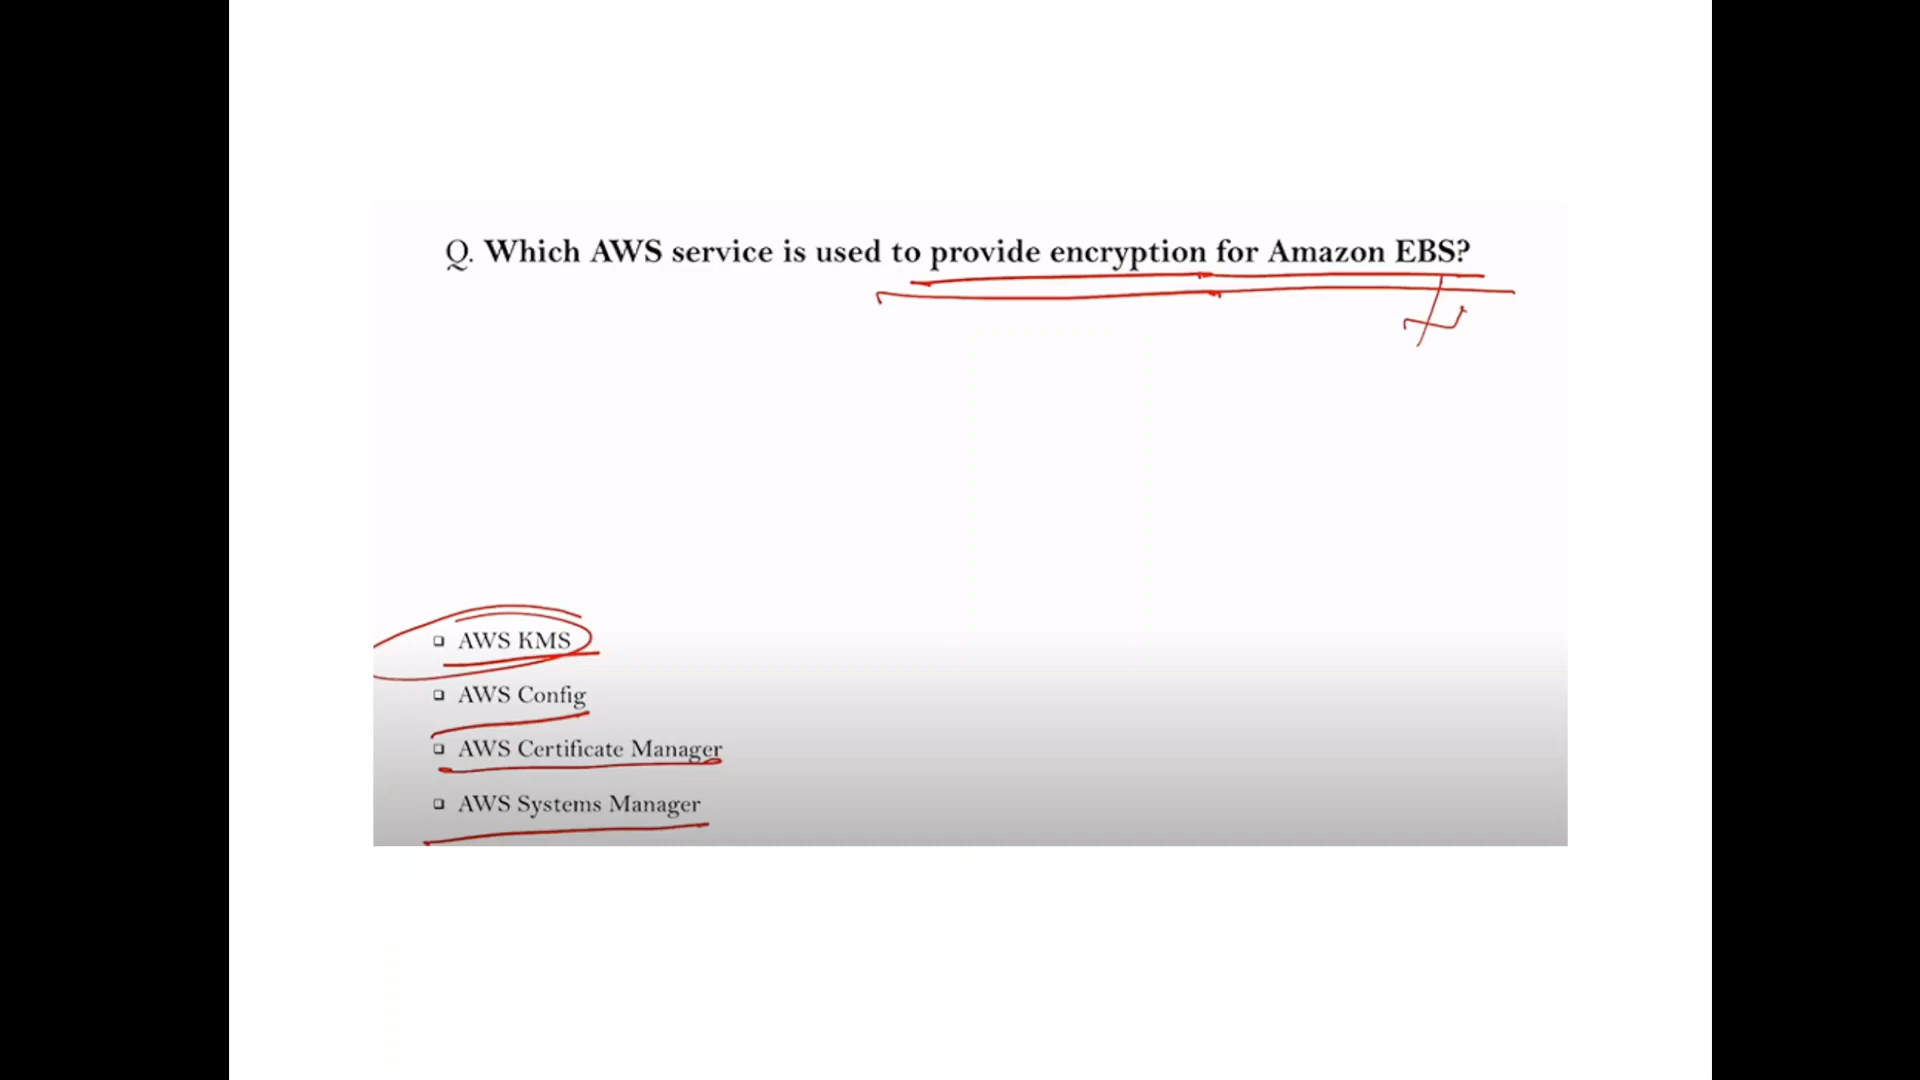 Q. Which AWS service is used to provide encryption for Amazon EBS?
AWS KMS
AWS Config
AWS Certificate Manager
AWS Systems Manager